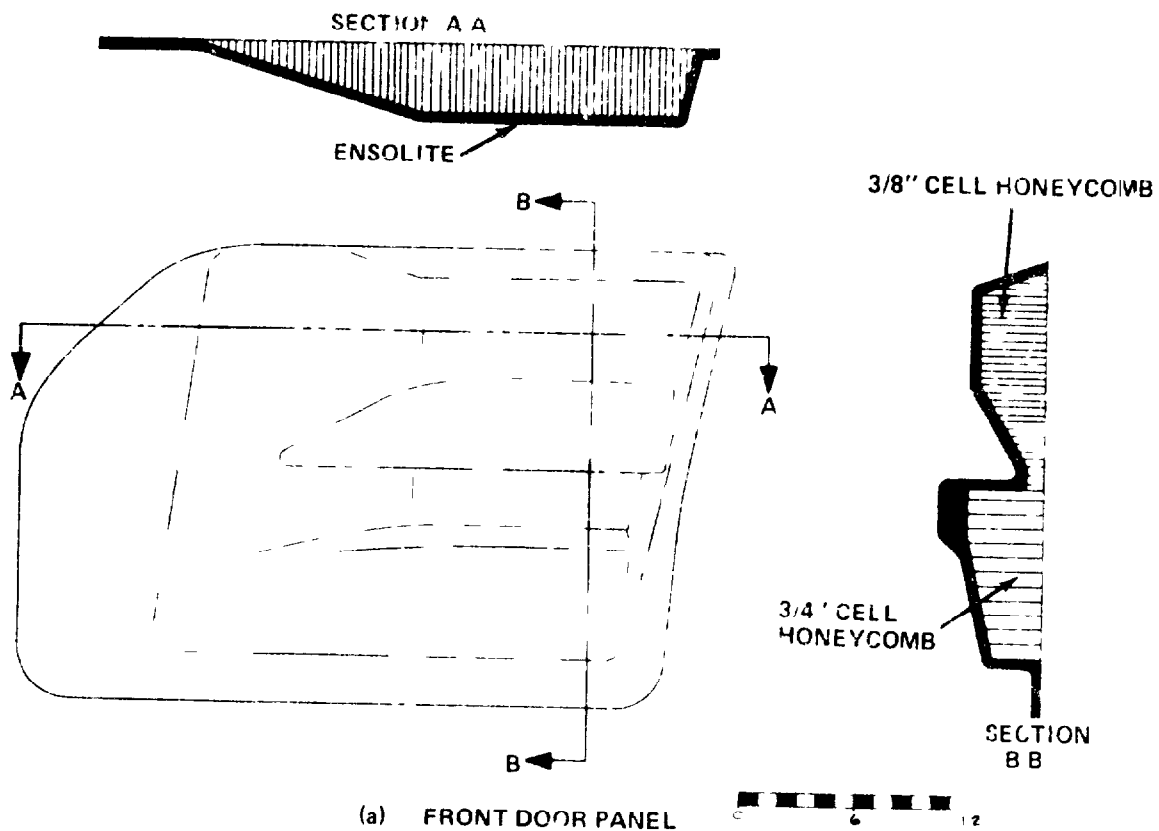 SECTION A A
ENSOLITE
3/8" CELL HONEYCOMB
B
A
A
3/4' CELL
HONEYCOMB
B
SECTION
B B
(a) FRONT DOOR PANEL
6
12